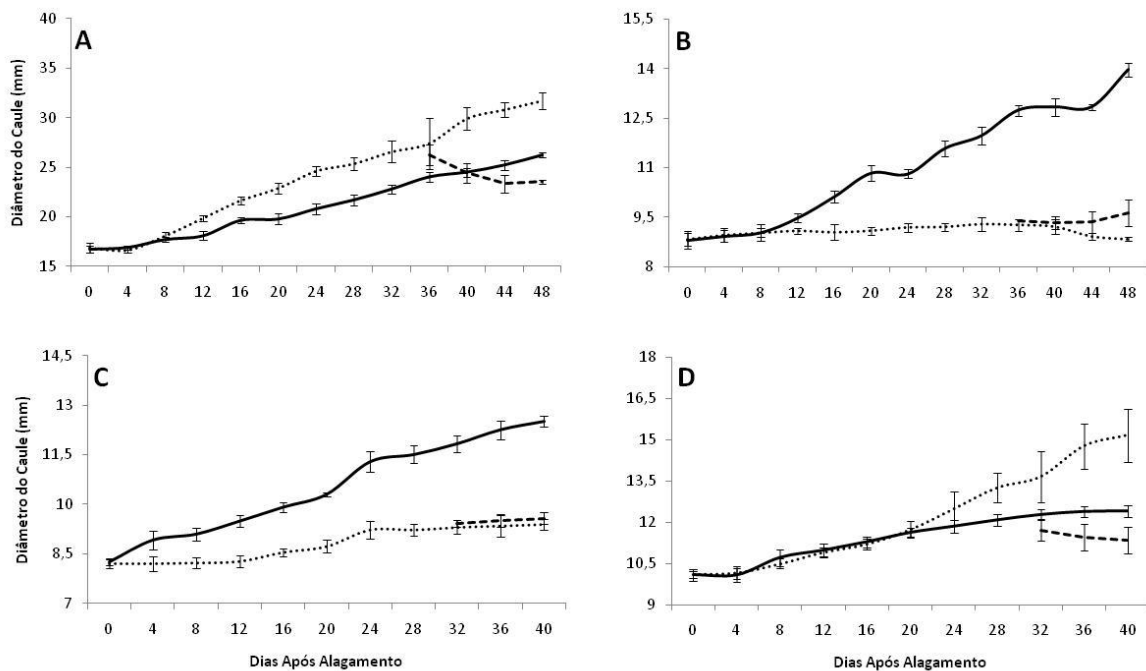 A
Diâmetro do Caule (mm)
40
35
30
25
20
15
0 4 8 12 16 20 24 28 32 36 40 44 48
B
15,5
14
12,5
11
9,5
8
0 4 8 12 16 20 24 28 32 36 40 44 48
C
Diâmetro do Caule (mm)
14,5
13
11,5
10
8,5
7
0 4 8 12 16 20 24 28 32 36 40
Dias Após Alagamento
D
18
16,5
15
13,5
12
10,5
9
0 4 8 12 16 20 24 28 32 36 40
Dias Após Alagamento